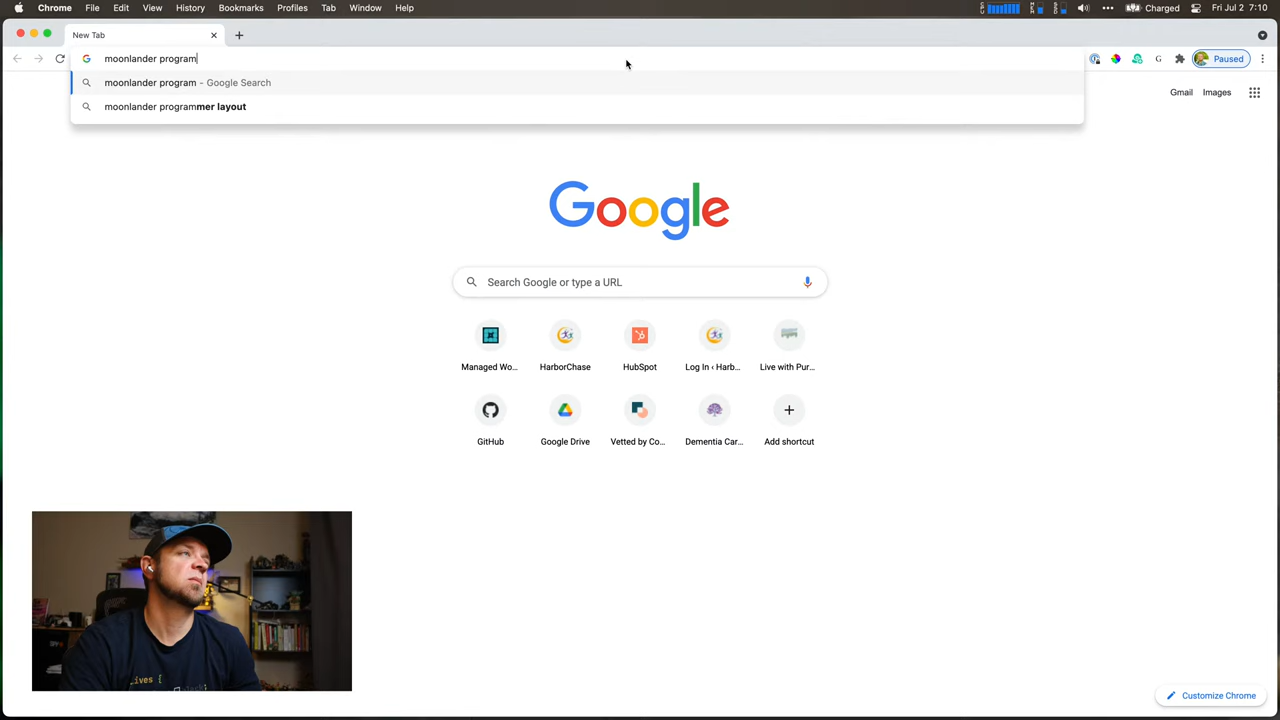 Chrome File Edit View History Bookmarks Profiles Tab Window Help
Charged Fri Jul 2 7:10
New Tab
moonlander program
Paused
moonlander program - Google Search
moonlander programmer layout
Gmail Images
Google
Search Google or type a URL
Managed Wo... HarborChase HubSpot Log In ‹ Harb... Live with Pur...
GitHub Google Drive Vetted by Co... Dementia Car... Add shortcut
Lives {
Customize Chrome